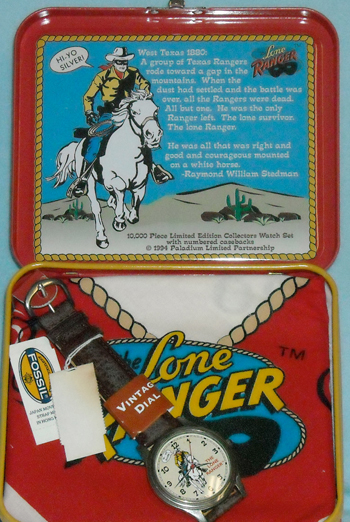 HI-YO
SILVER!
West Texas 1880:
A group of Texas Rangers
rode toward a gap in the
mountains. When the
dust had settled and the battle was
over, all the Rangers were dead.
All but one. He was the only
Ranger left. The lone survivor.
The lone Ranger.
He was all that was right and
good and courageous mounted
on a white horse.
-Raymond William Stedman
The Lone
RANGER
10,000 Piece Limited Edition Collectors Watch Set
with numbered casebacks
© 1994 Paladium Limited Partnership
the Lone
RANGER
TM
FOSSIL
VINTAGE
DIAL
THE
LONE
RANGER